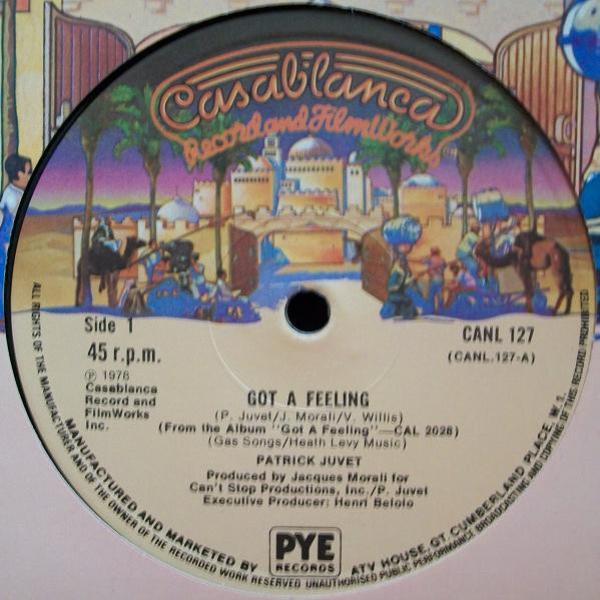 Casablanca
Record and FilmWorks
Side 1
45 r.p.m.
℗ 1978
Casablanca
Record and
FilmWorks
Inc.
CANL 127
(CANL.127-A)
GOT A FEELING
(P. Juvet/J. Morali/V. Willis)
(From the Album "Got A Feeling"—CAL 2028)
(Gas Songs/Heath Levy Music)
PATRICK JUVET
Produced by Jacques Morali for
Can't Stop Productions, Inc./P. Juvet
Executive Producer: Henri Belolo
PYE
RECORDS
MANUFACTURED AND MARKETED BY
ATV HOUSE, GT. CUMBERLAND PLACE, W.1.
ALL RIGHTS OF THE MANUFACTURER AND OF THE OWNER OF THE RECORDED WORK RESERVED UNAUTHORISED PUBLIC PERFORMANCE BROADCASTING AND COPYING OF THIS RECORD PROHIBITED